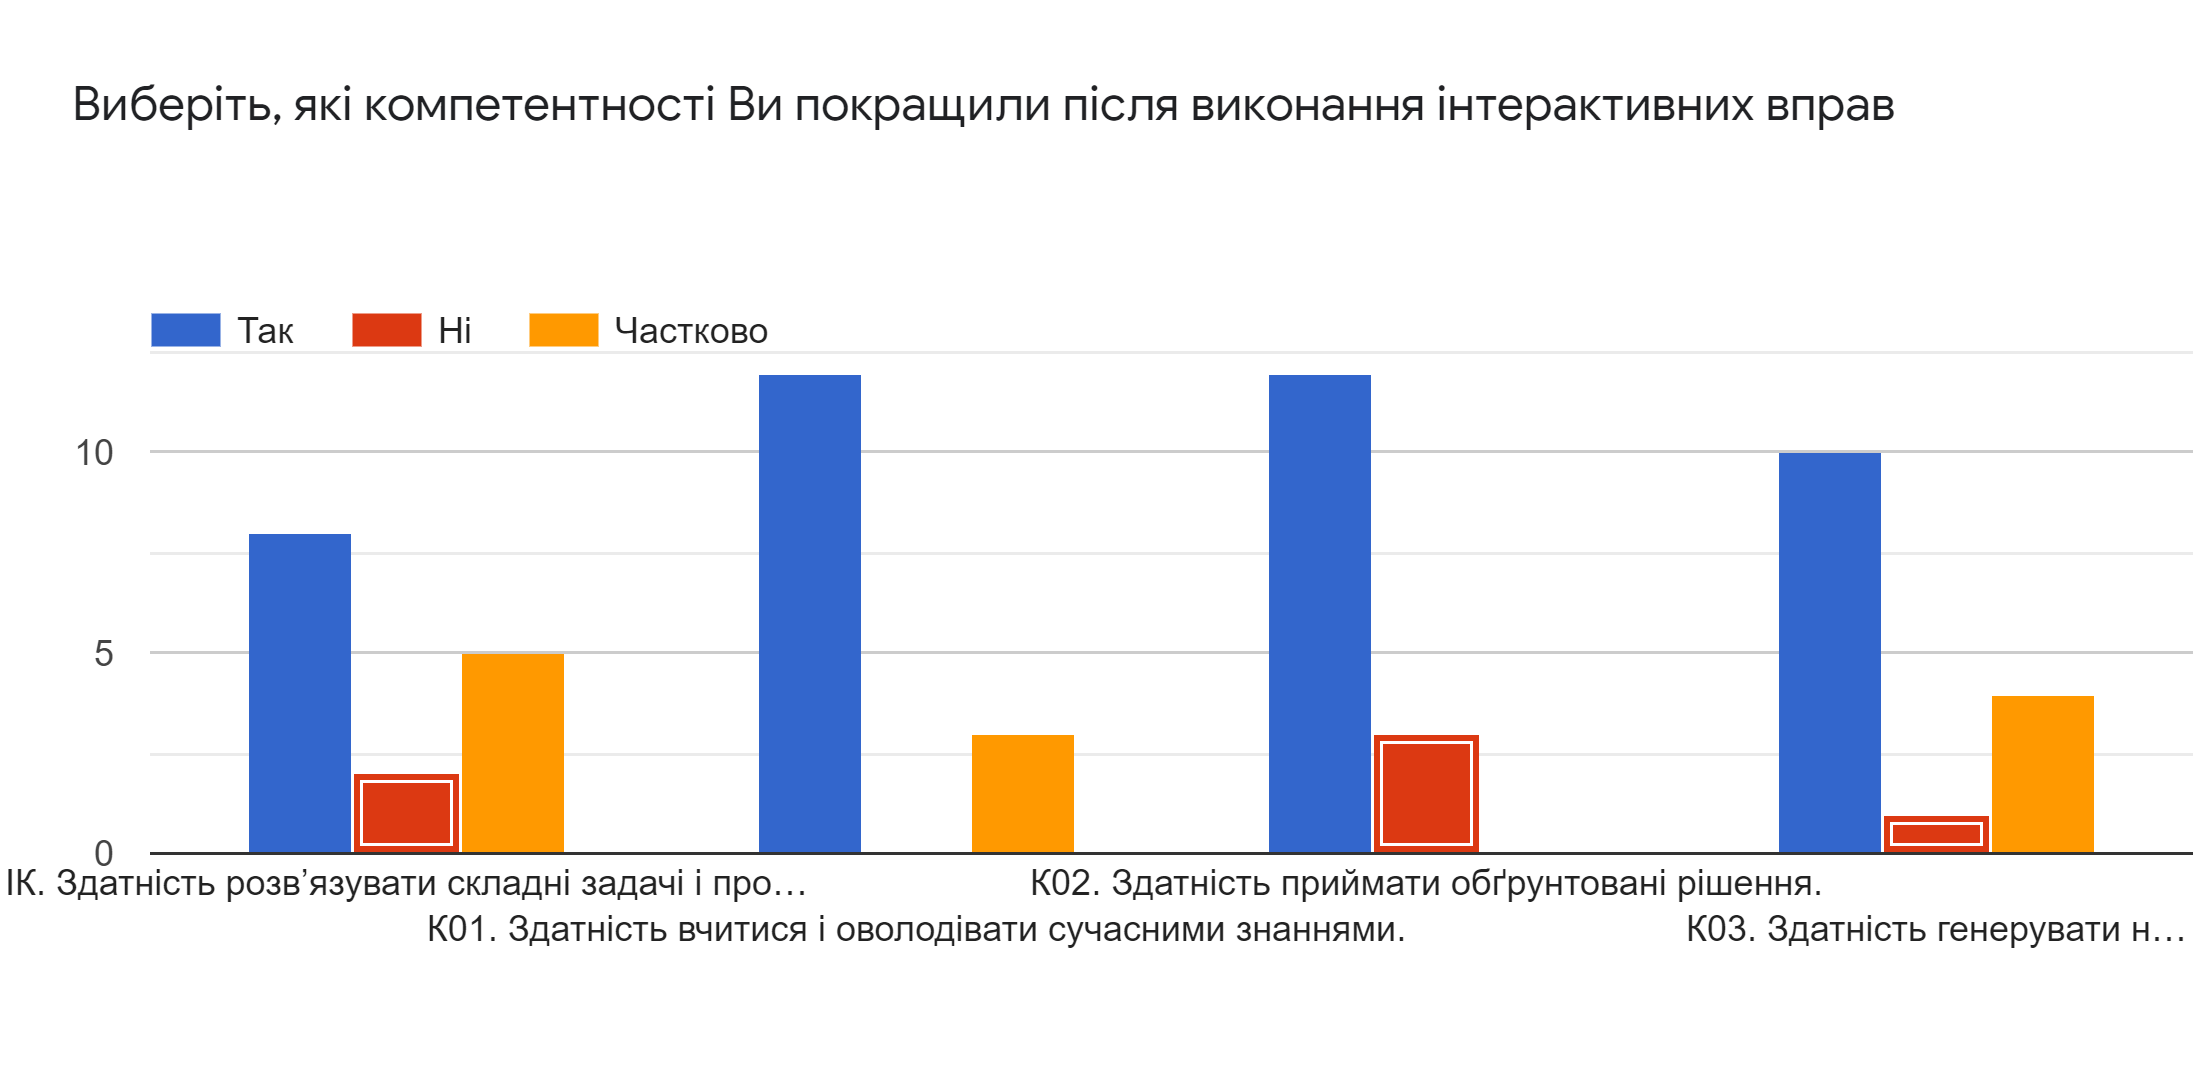 Виберіть, які компетентності Ви покращили після виконання інтерактивних вправ
Так
Ні
Частково
10
5
0
ІК. Здатність розв’язувати складні задачі і про…
К01. Здатність вчитися і оволодівати сучасними знаннями.
К02. Здатність приймати обґрунтовані рішення.
К03. Здатність генерувати н…